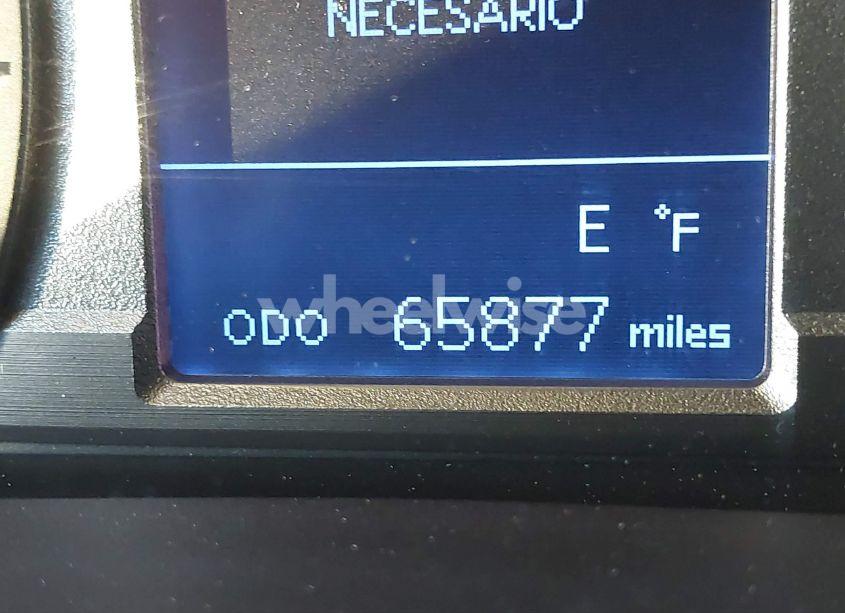 NECESARIO
E °F
ODO 65877 miles
wheelwise